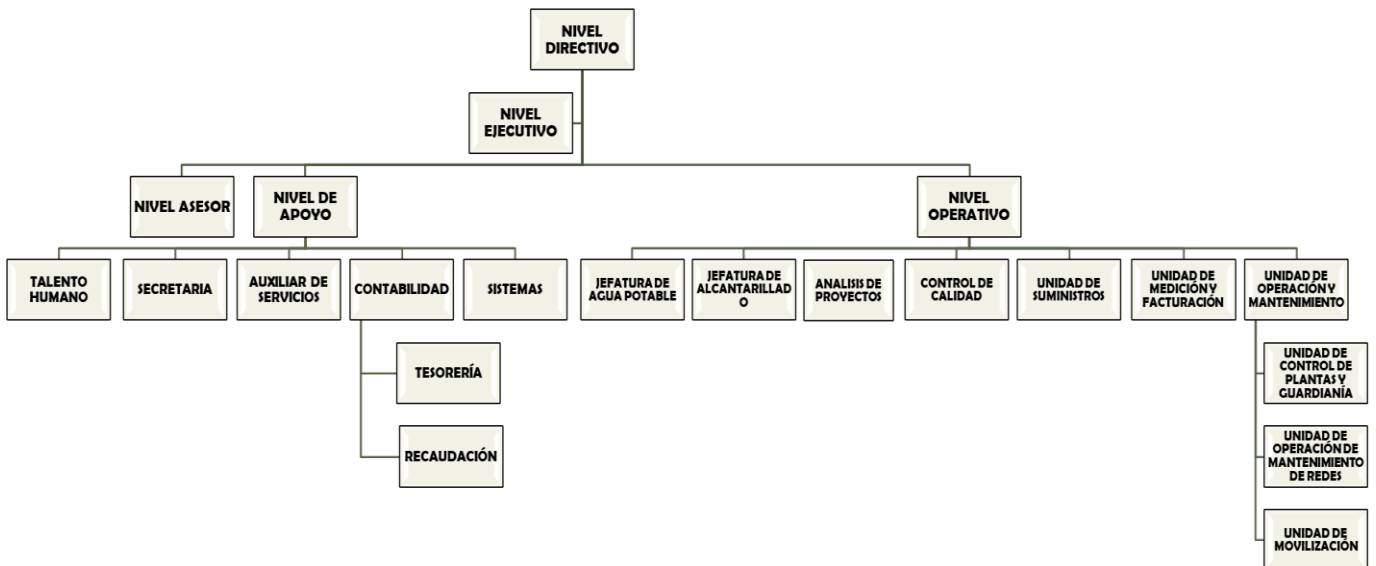 NIVEL
DIRECTIVO
NIVEL
EJECUTIVO
NIVEL ASESOR
NIVEL DE
APOYO
NIVEL
OPERATIVO
TALENTO
HUMANO
SECRETARIA
AUXILIAR DE
SERVICIOS
CONTABILIDAD
SISTEMAS
JEFATURA DE
AGUA POTABLE
JEFATURA DE
ALCANTARILLAD
O
ANALISIS DE
PROYECTOS
CONTROL DE
CALIDAD
UNIDAD DE
SUMINISTROS
UNIDAD DE
MEDICIÓN Y
FACTURACIÓN
UNIDAD DE
OPERACIÓN Y
MANTENIMIENTO
TESORERÍA
RECAUDACIÓN
UNIDAD DE
CONTROL DE
PLANTAS Y
GUARDIANÍA
UNIDAD DE
OPERACIÓN DE
MANTENIMIENTO
DE REDES
UNIDAD DE
MOVILIZACIÓN